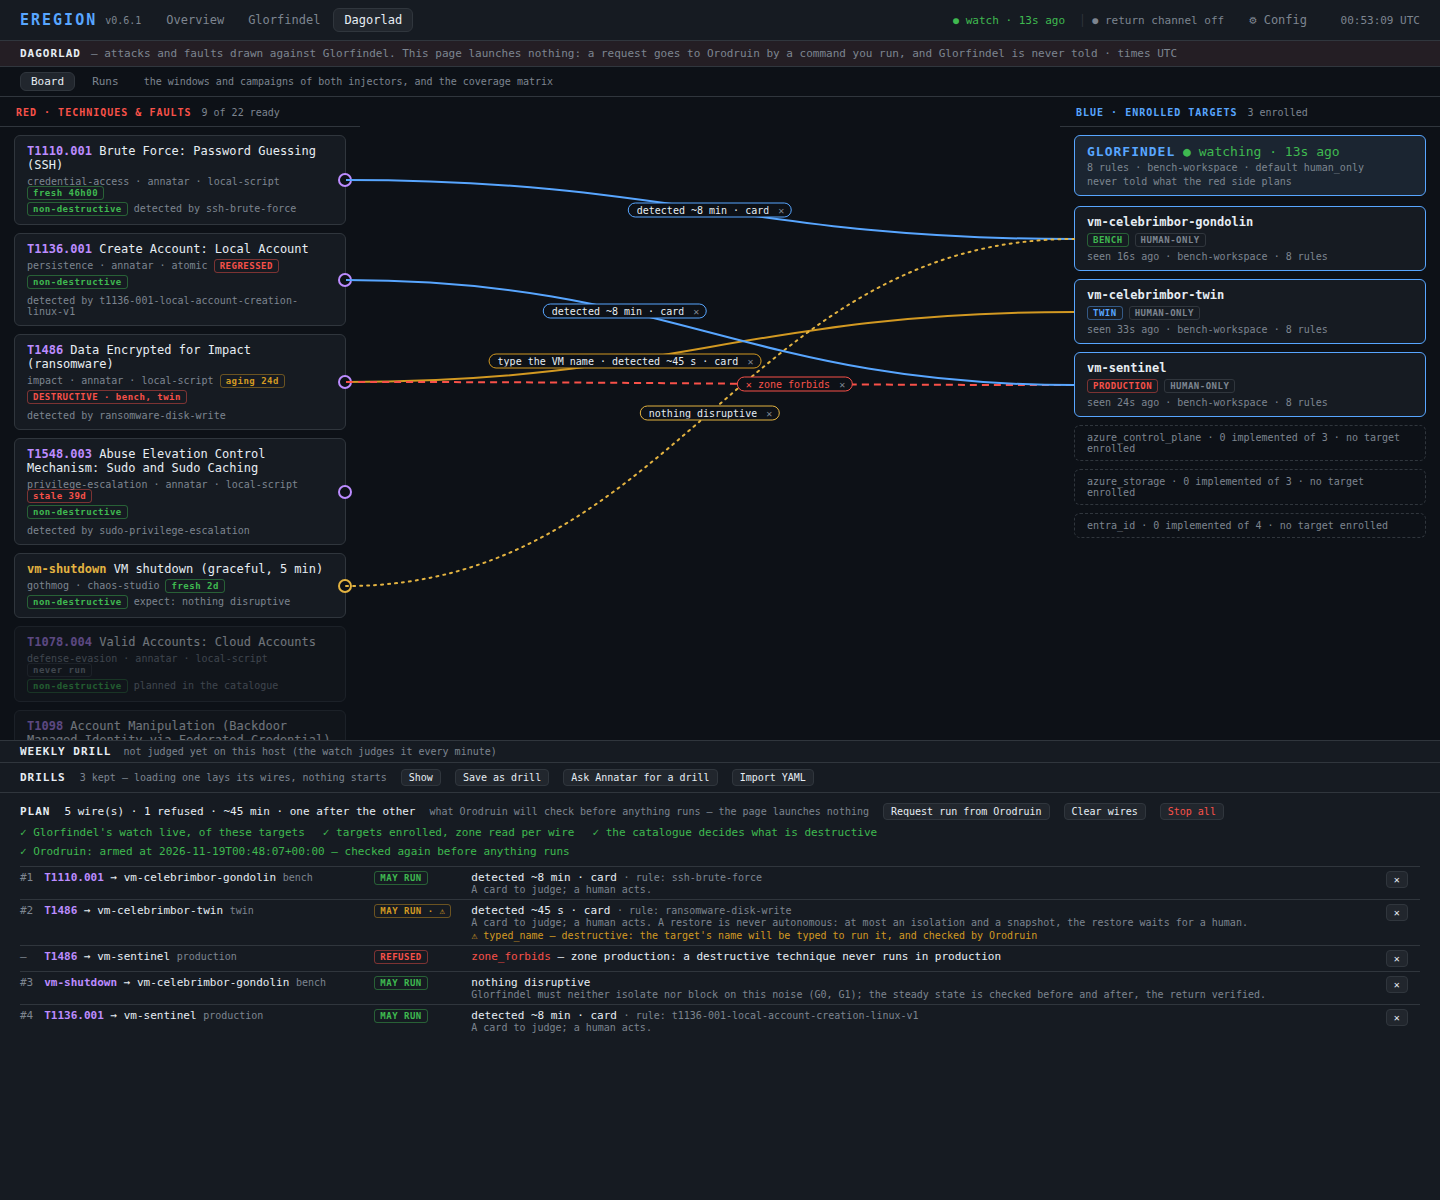 EREGION v0.6.1 Overview Glorfindel Dagorlad ● watch · 13s ago ● return channel off ⚙ Config 00:53:09 UTC
DAGORLAD — attacks and faults drawn against Glorfindel. This page launches nothing: a request goes to Orodruin by a command you run, and Glorfindel is never told · times UTC
Board Runs the windows and campaigns of both injectors, and the coverage matrix
RED · TECHNIQUES & FAULTS 9 of 22 ready
T1110.001 Brute Force: Password Guessing
(SSH)
credential-access · annatar · local-script
fresh 46h00
non-destructive detected by ssh-brute-force
T1136.001 Create Account: Local Account
persistence · annatar · atomic REGRESSED
non-destructive
detected by t1136-001-local-account-creation-
linux-v1
T1486 Data Encrypted for Impact
(ransomware)
impact · annatar · local-script aging 24d
DESTRUCTIVE · bench, twin
detected by ransomware-disk-write
T1548.003 Abuse Elevation Control
Mechanism: Sudo and Sudo Caching
privilege-escalation · annatar · local-script
stale 39d
non-destructive
detected by sudo-privilege-escalation
vm-shutdown VM shutdown (graceful, 5 min)
gothmog · chaos-studio fresh 2d
non-destructive expect: nothing disruptive
T1078.004 Valid Accounts: Cloud Accounts
defense-evasion · annatar · local-script
never run
non-destructive planned in the catalogue
T1098 Account Manipulation (Backdoor
Managed Identity via Federated Credential)
detected ~8 min · card ×
detected ~8 min · card ×
type the VM name · detected ~45 s · card ×
✕ zone forbids ×
nothing disruptive ×
BLUE · ENROLLED TARGETS 3 enrolled
GLORFINDEL ● watching · 13s ago
8 rules · bench-workspace · default human_only
never told what the red side plans
vm-celebrimbor-gondolin
BENCH HUMAN-ONLY
seen 16s ago · bench-workspace · 8 rules
vm-celebrimbor-twin
TWIN HUMAN-ONLY
seen 33s ago · bench-workspace · 8 rules
vm-sentinel
PRODUCTION HUMAN-ONLY
seen 24s ago · bench-workspace · 8 rules
azure_control_plane · 0 implemented of 3 · no target
enrolled
azure_storage · 0 implemented of 3 · no target
enrolled
entra_id · 0 implemented of 4 · no target enrolled
WEEKLY DRILL not judged yet on this host (the watch judges it every minute)
DRILLS 3 kept — loading one lays its wires, nothing starts Show Save as drill Ask Annatar for a drill Import YAML
PLAN 5 wire(s) · 1 refused · ~45 min · one after the other what Orodruin will check before anything runs — the page launches nothing Request run from Orodruin Clear wires Stop all
✓ Glorfindel's watch live, of these targets ✓ targets enrolled, zone read per wire ✓ the catalogue decides what is destructive
✓ Orodruin: armed at 2026-11-19T00:48:07+00:00 — checked again before anything runs
#1 T1110.001 → vm-celebrimbor-gondolin bench MAY RUN detected ~8 min · card · rule: ssh-brute-force ×
A card to judge; a human acts.
#2 T1486 → vm-celebrimbor-twin twin MAY RUN · ⚠ detected ~45 s · card · rule: ransomware-disk-write ×
A card to judge; a human acts. A restore is never autonomous: at most an isolation and a snapshot, the restore waits for a human.
⚠ typed_name — destructive: the target's name will be typed to run it, and checked by Orodruin
— T1486 → vm-sentinel production REFUSED zone_forbids — zone production: a destructive technique never runs in production ×
#3 vm-shutdown → vm-celebrimbor-gondolin bench MAY RUN nothing disruptive ×
Glorfindel must neither isolate nor block on this noise (G0, G1); the steady state is checked before and after, the return verified.
#4 T1136.001 → vm-sentinel production MAY RUN detected ~8 min · card · rule: t1136-001-local-account-creation-linux-v1 ×
A card to judge; a human acts.